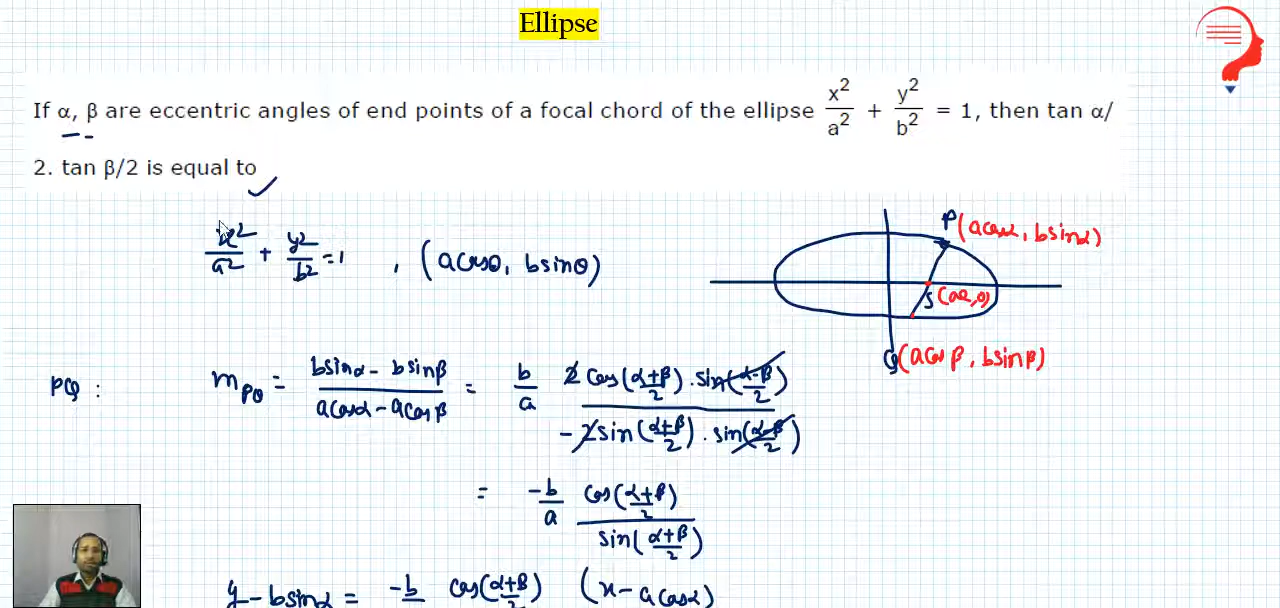 Ellipse
If α, β are eccentric angles of end points of a focal chord of the ellipse x²/a² + y²/b² = 1, then tan α/
2. tan β/2 is equal to
x²/a² + y²/b² = 1 , (a cosθ, b sinθ)
P(a cosα, b sinα)
S(ae, 0)
Q(a cosβ, b sinβ)
PQ : m_PQ = (b sinα - b sinβ)/(a cosα - a cosβ) = b/a · 2 cos((α+β)/2) · sin((α-β)/2) / -2 sin((α+β)/2) · sin((α-β)/2)
= -b/a cos((α+β)/2)/sin((α+β)/2)
y - b sinα = -b cos((α+β)/2) (x - a cosα)